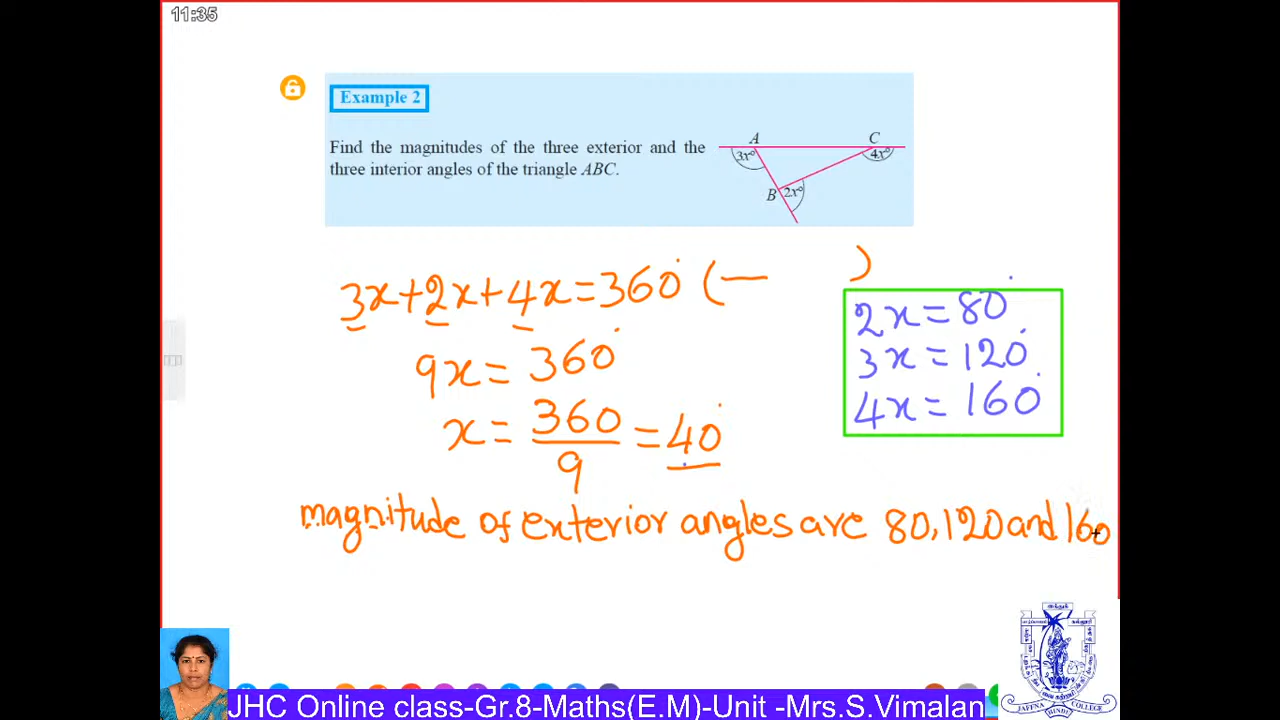 11:35
Example 2
Find the magnitudes of the three exterior and the
three interior angles of the triangle ABC.
A
C
3x°
4x°
B
2x°
3x+2x+4x=360° (— )
9x = 360°
x = 360/9 = 40°
2x = 80°
3x = 120°
4x = 160°
magnitude of exterior angles are 80, 120 and 160
JAFFNA HINDU COLLEGE
JHC Online class-Gr.8-Maths(E.M)-Unit -Mrs.S.Vimalan